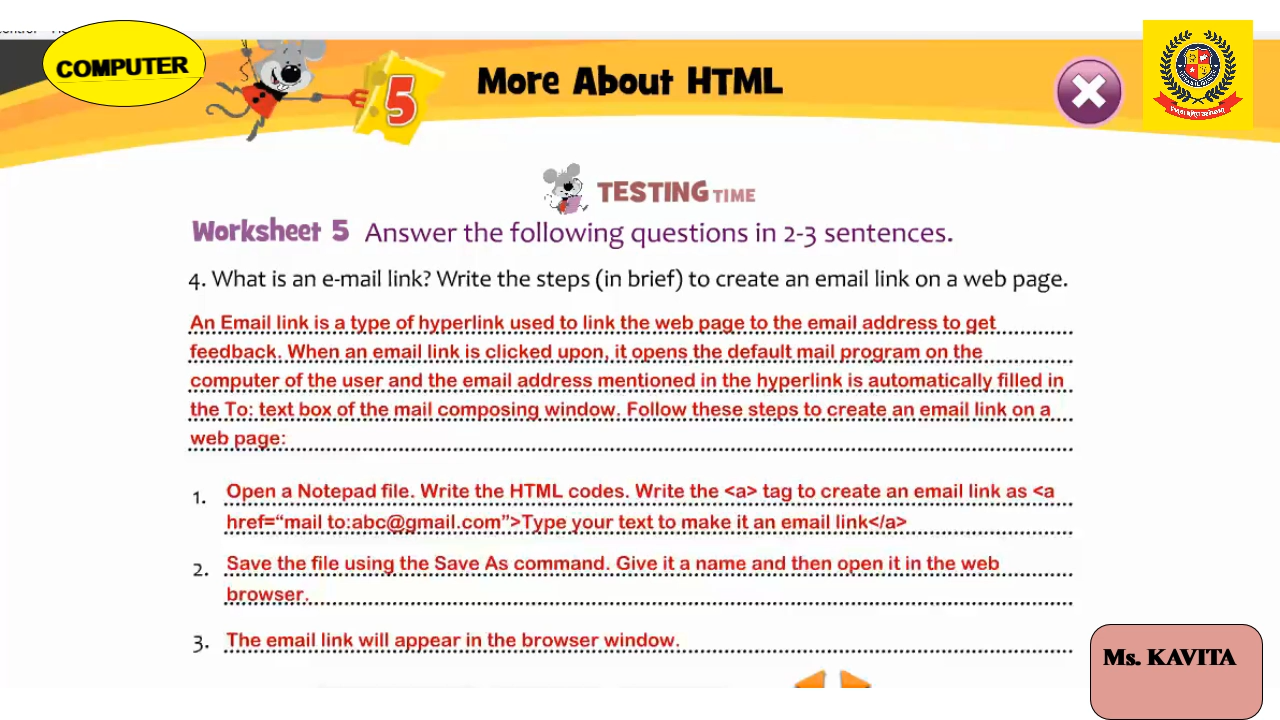 COMPUTER
5
More About HTML
TESTING TIME
Worksheet 5 Answer the following questions in 2-3 sentences.
4. What is an e-mail link? Write the steps (in brief) to create an email link on a web page.
An Email link is a type of hyperlink used to link the web page to the email address to get
feedback. When an email link is clicked upon, it opens the default mail program on the
computer of the user and the email address mentioned in the hyperlink is automatically filled in
the To: text box of the mail composing window. Follow these steps to create an email link on a
web page:
1. Open a Notepad file. Write the HTML codes. Write the <a> tag to create an email link as <a
href=“mail to:abc@gmail.com”>Type your text to make it an email link</a>
2. Save the file using the Save As command. Give it a name and then open it in the web
browser.
3. The email link will appear in the browser window.
Ms. KAVITA